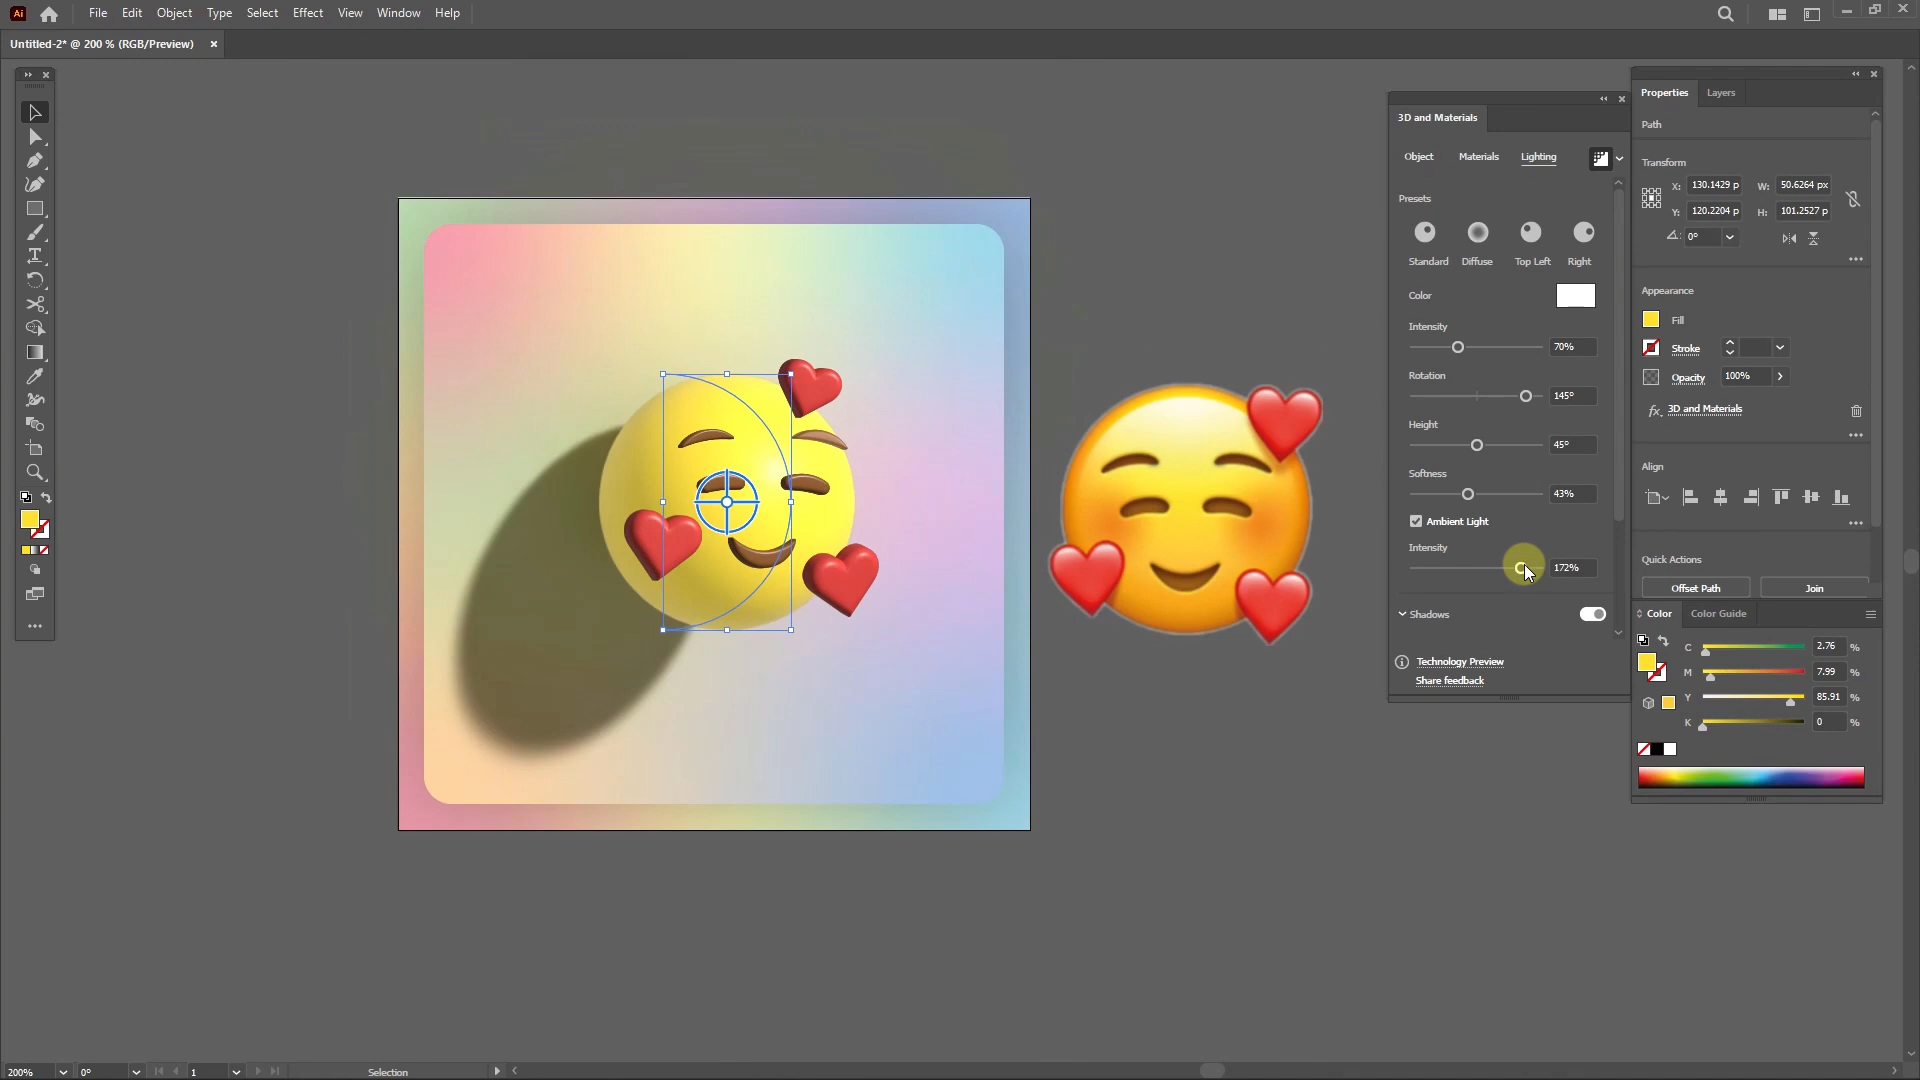 Ai File Edit Object Type Select Effect View Window Help
Untitled-2* @ 200 % (RGB/Preview) ×
3D and Materials
Object Materials Lighting
Presets
Standard Diffuse Top Left Right
Color
Intensity
70%
Rotation
145°
Height
45°
Softness
43%
Ambient Light
Intensity
172%
Shadows
Technology Preview
Share feedback
Properties Layers
Path
Transform
X: 130.1429 p W: 50.6264 px
Y: 120.2204 p H: 101.2527 p
0°
Appearance
Fill
Stroke
Opacity 100%
fx 3D and Materials
Align
Quick Actions
Offset Path Join
Color Color Guide
C 2.76 %
M 7.99 %
Y 85.91 %
K 0 %
200% 0° 1 Selection